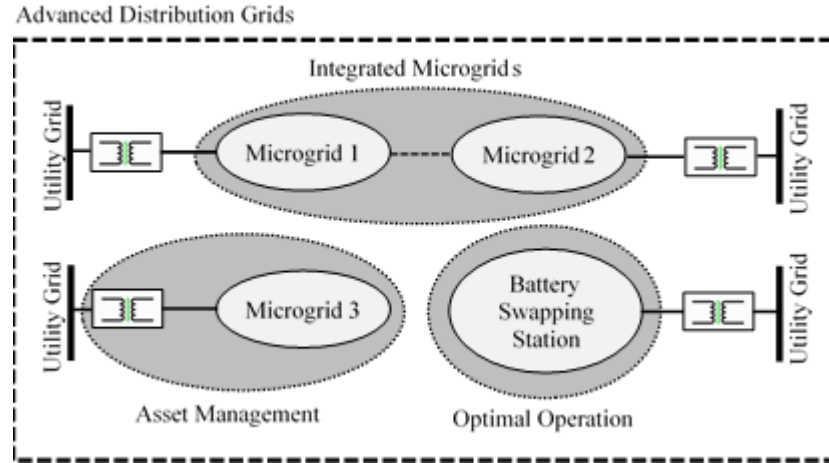 Advanced Distribution Grids
Integrated Microgrids
Utility Grid
Microgrid 1
Microgrid 2
Utility Grid
Utility Grid
Microgrid 3
Battery
Swapping
Station
Utility Grid
Asset Management
Optimal Operation